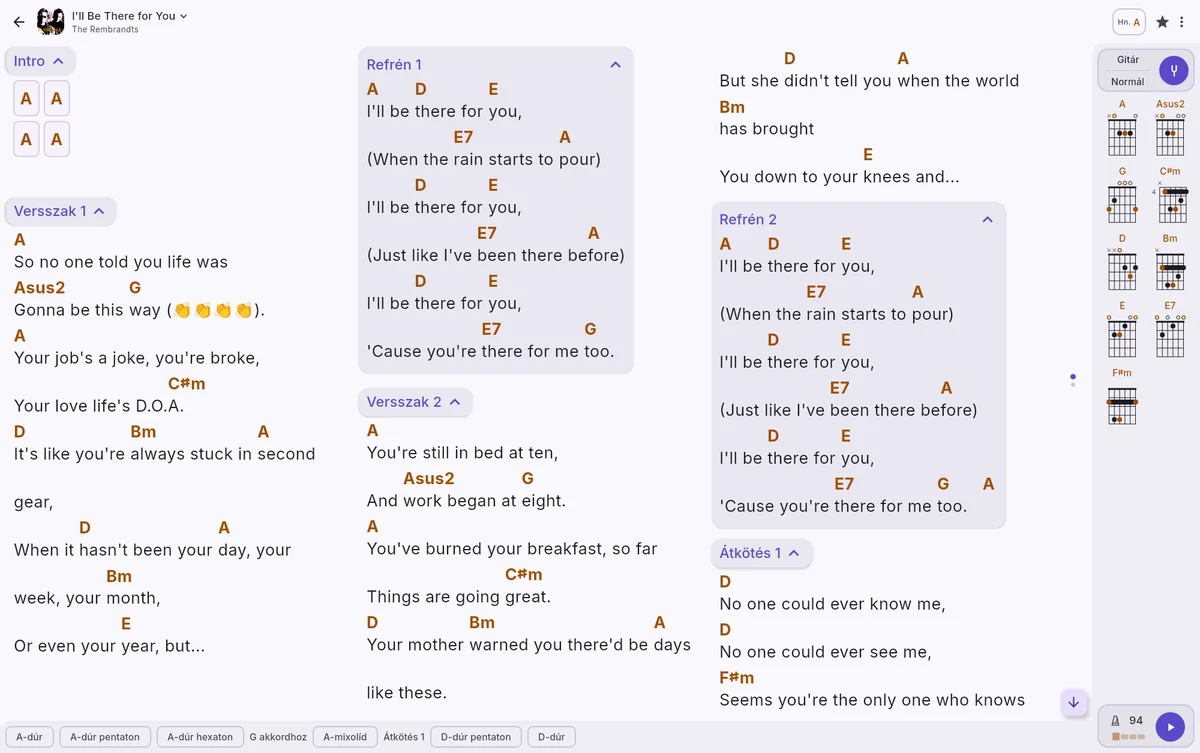 I'll Be There for You
The Rembrandts
Hn. A
Intro
A A
A A
Versszak 1
A
So no one told you life was
Asus2 G
Gonna be this way (👏👏👏👏).
A
Your job's a joke, you're broke,
C#m
Your love life's D.O.A.
D Bm A
It's like you're always stuck in second
gear,
D A
When it hasn't been your day, your
Bm
week, your month,
E
Or even your year, but...
Refrén 1
A D E
I'll be there for you,
E7 A
(When the rain starts to pour)
D E
I'll be there for you,
E7 A
(Just like I've been there before)
D E
I'll be there for you,
E7 G
'Cause you're there for me too.
Versszak 2
A
You're still in bed at ten,
Asus2 G
And work began at eight.
A
You've burned your breakfast, so far
C#m
Things are going great.
D Bm A
Your mother warned you there'd be days
like these.
D A
But she didn't tell you when the world
Bm
has brought
E
You down to your knees and...
Refrén 2
A D E
I'll be there for you,
E7 A
(When the rain starts to pour)
D E
I'll be there for you,
E7 A
(Just like I've been there before)
D E
I'll be there for you,
E7 G A
'Cause you're there for me too.
Átkötés 1
D
No one could ever know me,
D
No one could ever see me,
F#m
Seems you're the only one who knows
Gitár
Normál
A Asus2
G C#m
4
D Bm
E E7
F#m
94
A-dúr A-dúr pentaton A-dúr hexaton G akkordhoz A-mixolíd Átkötés 1 D-dúr pentaton D-dúr